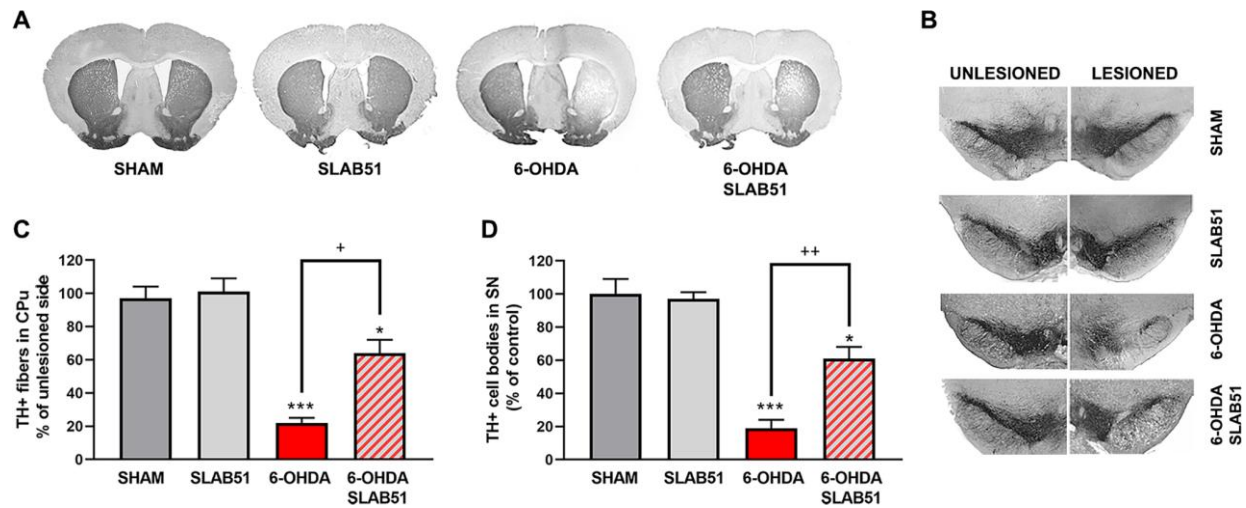 A
SHAM
SLAB51
6-OHDA
6-OHDA
SLAB51
B
UNLESIONED
LESIONED
SHAM
SLAB51
6-OHDA
6-OHDA
SLAB51
C
TH+ fibers in CPu
% of unlesioned side
120
100
80
60
40
20
0
***
*
+
SHAM
SLAB51
6-OHDA
6-OHDA
SLAB51
D
TH+ cell bodies in SN
(% of control)
120
100
80
60
40
20
0
***
*
++
SHAM
SLAB51
6-OHDA
6-OHDA
SLAB51